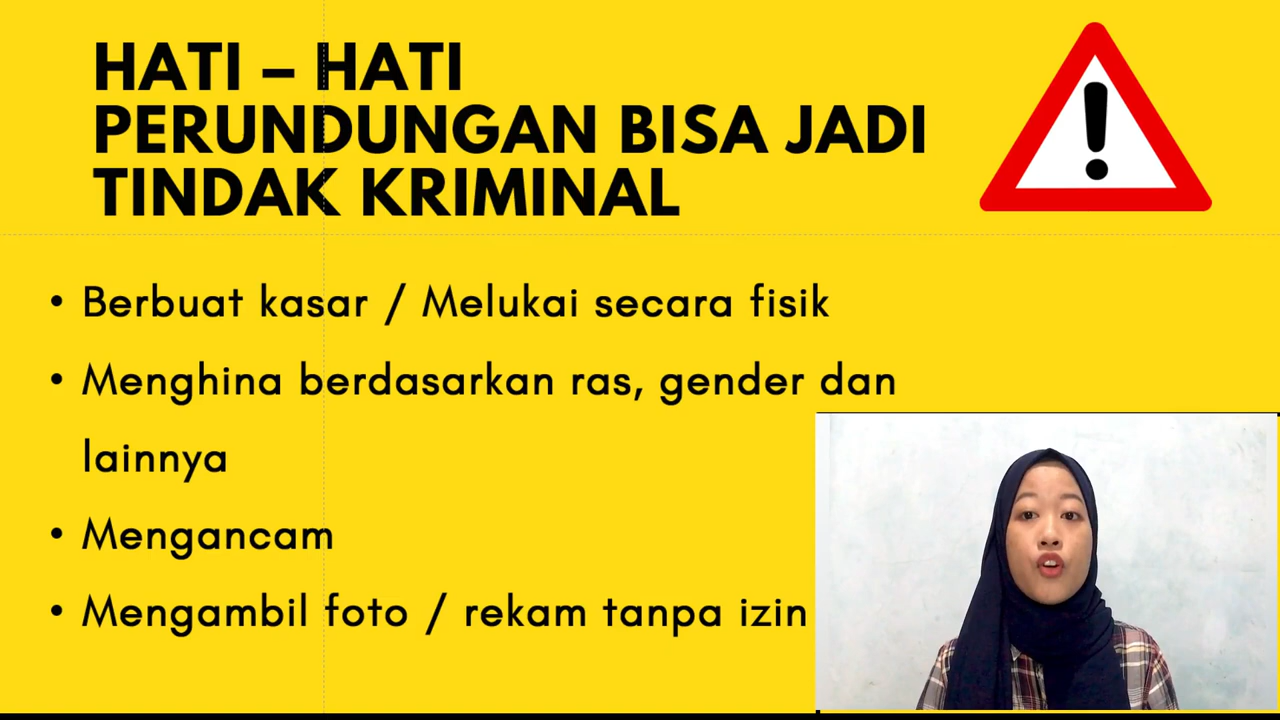 HATI – HATI
PERUNDUNGAN BISA JADI
TINDAK KRIMINAL
• Berbuat kasar / Melukai secara fisik
• Menghina berdasarkan ras, gender dan
lainnya
• Mengancam
• Mengambil foto / rekam tanpa izin